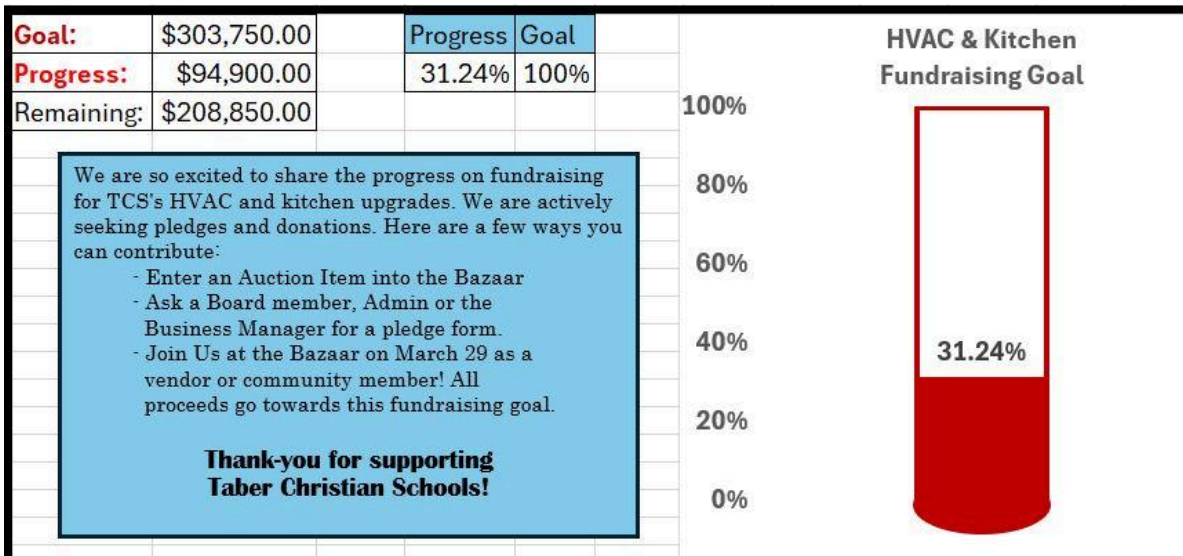 Goal: $303,750.00
Progress: $94,900.00
Remaining: $208,850.00
Progress Goal
31.24% 100%
We are so excited to share the progress on fundraising
for TCS's HVAC and kitchen upgrades. We are actively
seeking pledges and donations. Here are a few ways you
can contribute:
- Enter an Auction Item into the Bazaar
- Ask a Board member, Admin or the
Business Manager for a pledge form.
- Join Us at the Bazaar on March 29 as a
vendor or community member! All
proceeds go towards this fundraising goal.
Thank-you for supporting
Taber Christian Schools!
HVAC & Kitchen
Fundraising Goal
100%
80%
60%
40%
20%
0%
31.24%